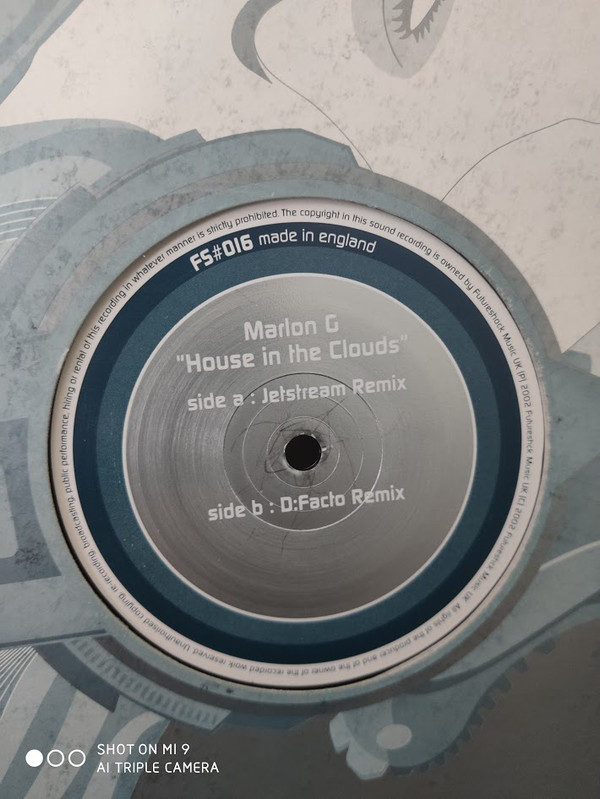 Unauthorised copying, re recording, broadcasting, public performance, hiring or rental of this recording in whatever manner is strictly prohibited. The copyright in this sound recording is owned by Futureshock Music UK (P) 2002 Futureshock Music UK (C) 2002 Futureshock Music UK. All rights of the producer and of the owner of the recorded work reserved.
FS#016 made in england
Marlon G
"House in the Clouds"
side a : Jetstream Remix
side b : D:Facto Remix
SHOT ON MI 9
AI TRIPLE CAMERA